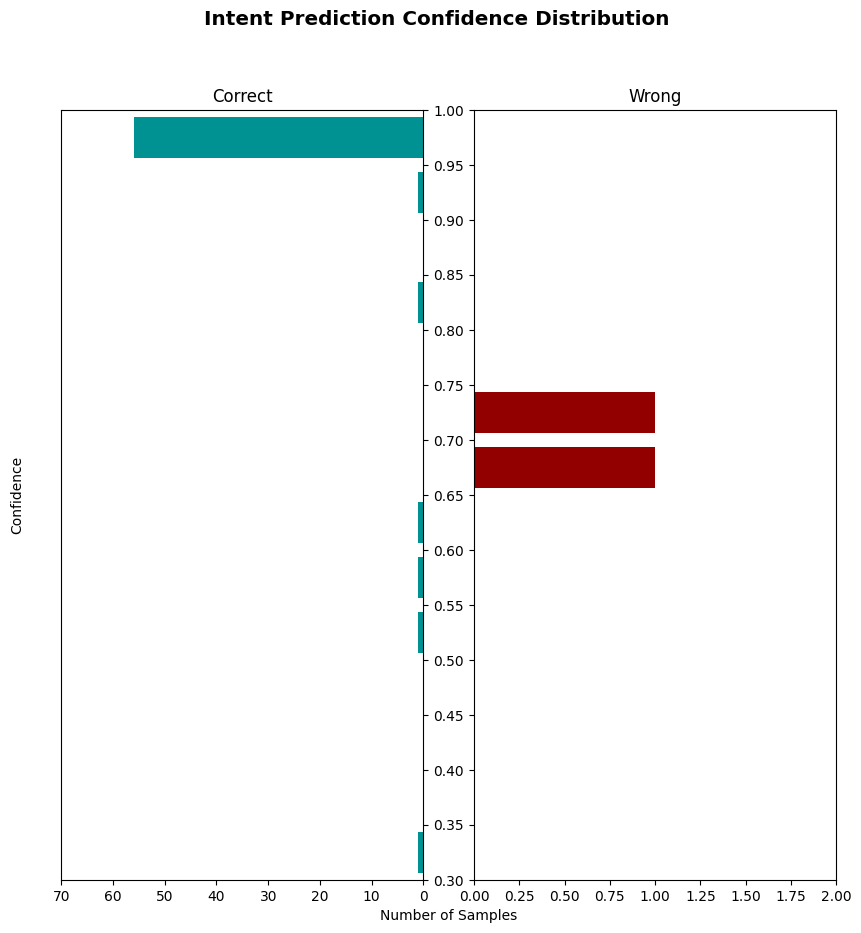 Intent Prediction Confidence Distribution
Correct
Wrong
1.00
0.95
0.90
0.85
0.80
0.75
0.70
0.65
0.60
0.55
0.50
0.45
0.40
0.35
0.30
Confidence
70 60 50 40 30 20 10 0
0.00 0.25 0.50 0.75 1.00 1.25 1.50 1.75 2.00
Number of Samples